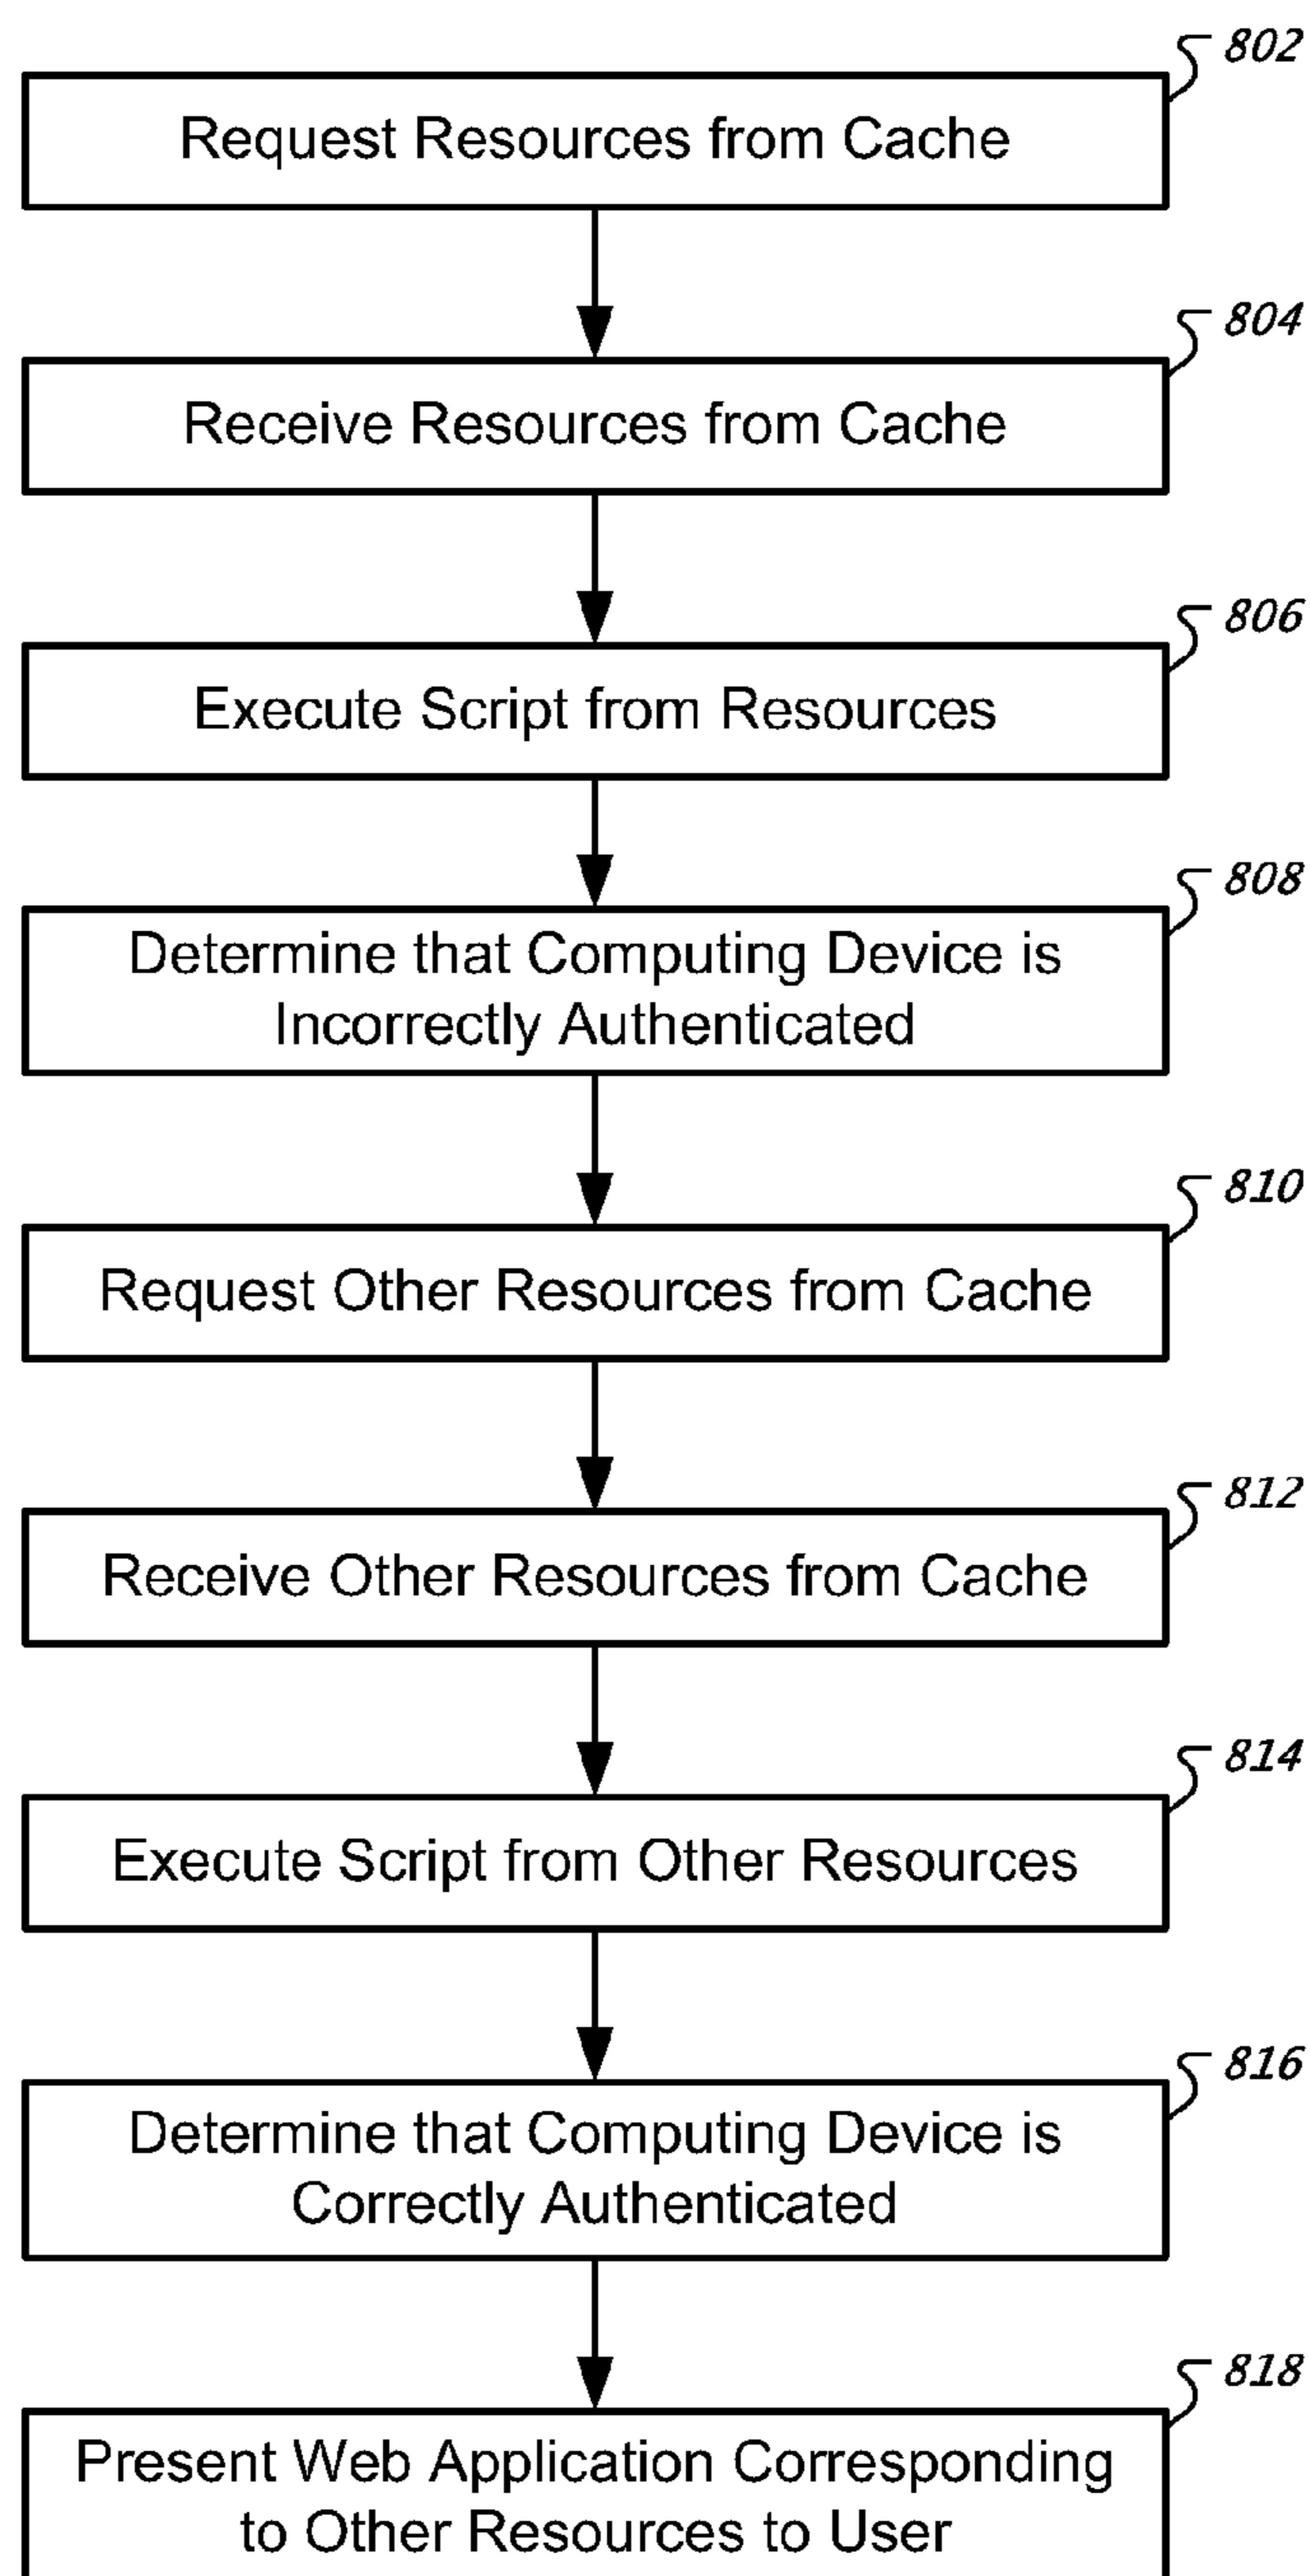 802
Request Resources from Cache
804
Receive Resources from Cache
806
Execute Script from Resources
808
Determine that Computing Device is
Incorrectly Authenticated
810
Request Other Resources from Cache
812
Receive Other Resources from Cache
814
Execute Script from Other Resources
816
Determine that Computing Device is
Correctly Authenticated
818
Present Web Application Corresponding
to Other Resources to User